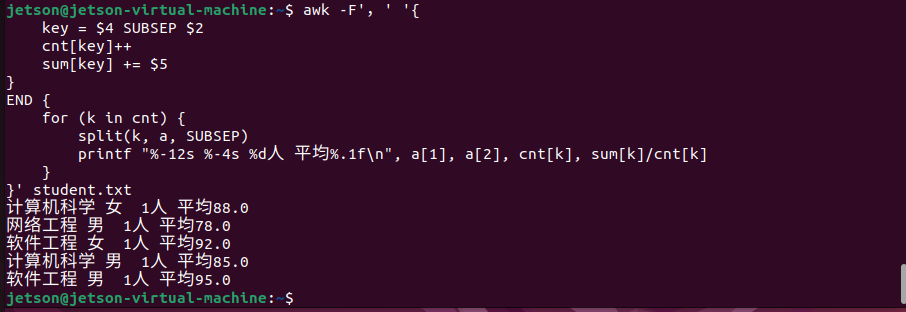 jetson@jetson-virtual-machine:~$ awk -F', ' '{
    key = $4 SUBSEP $2
    cnt[key]++
    sum[key] += $5
}
END {
    for (k in cnt) {
        split(k, a, SUBSEP)
        printf "%-12s %-4s %d人 平均%.1f\n", a[1], a[2], cnt[k], sum[k]/cnt[k]
    }
}' student.txt
计算机科学 女  1人 平均88.0
网络工程 男  1人 平均78.0
软件工程 女  1人 平均92.0
计算机科学 男  1人 平均85.0
软件工程 男  1人 平均95.0
jetson@jetson-virtual-machine:~$